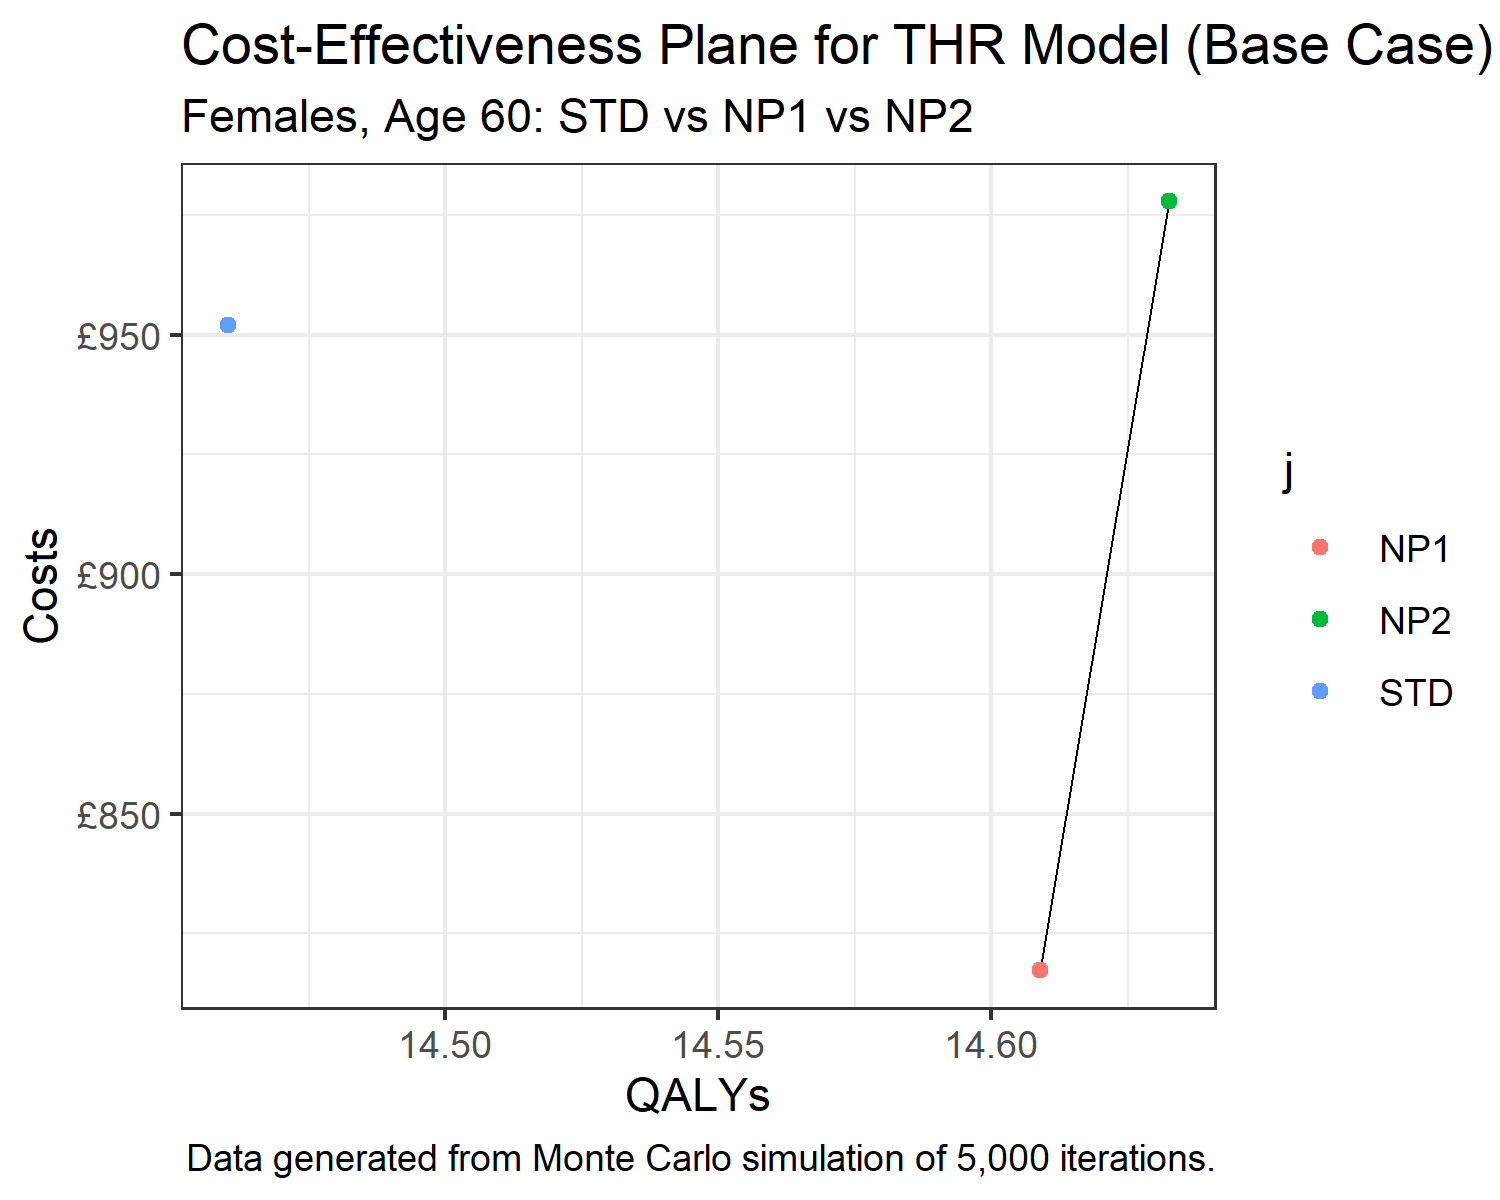 Cost-Effectiveness Plane for THR Model (Base Case)
Females, Age 60: STD vs NP1 vs NP2
Costs
£950
£900
£850
14.50 14.55 14.60
QALYs
j
NP1
NP2
STD
Data generated from Monte Carlo simulation of 5,000 iterations.